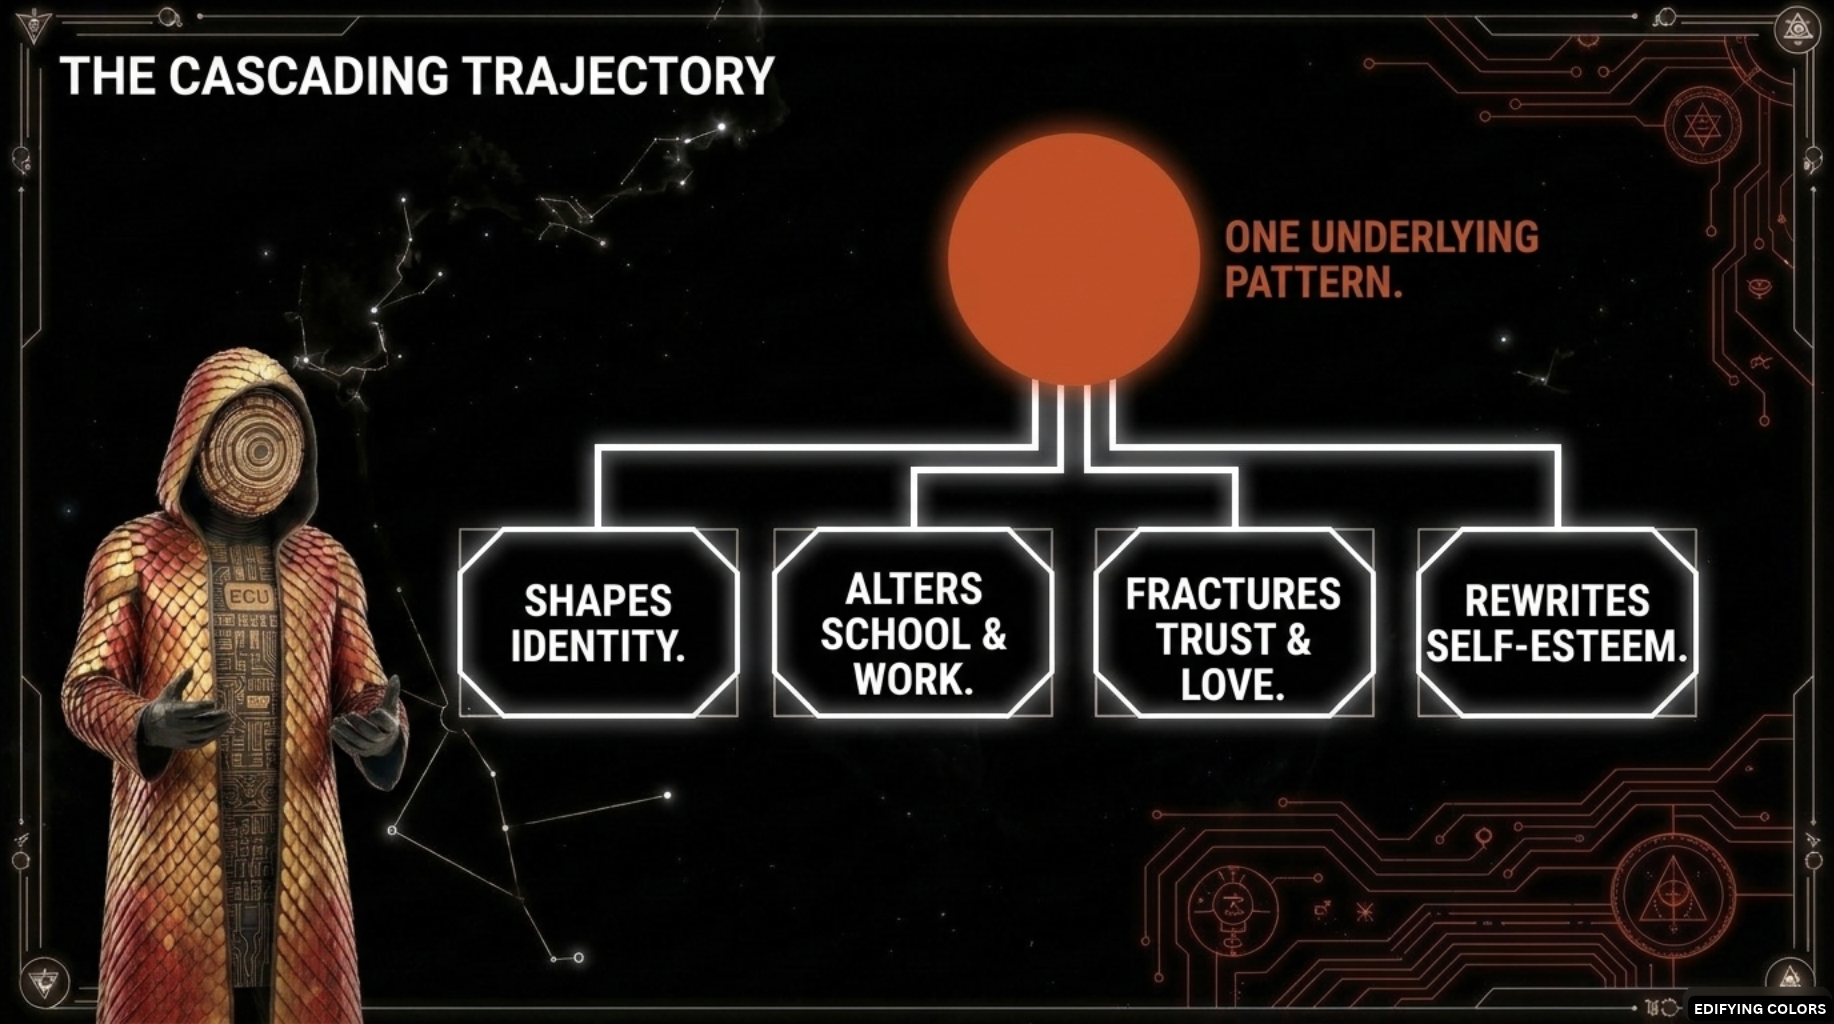 THE CASCADING TRAJECTORY
ONE UNDERLYING
PATTERN.
SHAPES
IDENTITY.
ALTERS
SCHOOL &
WORK.
FRACTURES
TRUST &
LOVE.
REWRITES
SELF-ESTEEM.
ECU
EDIFYING COLORS